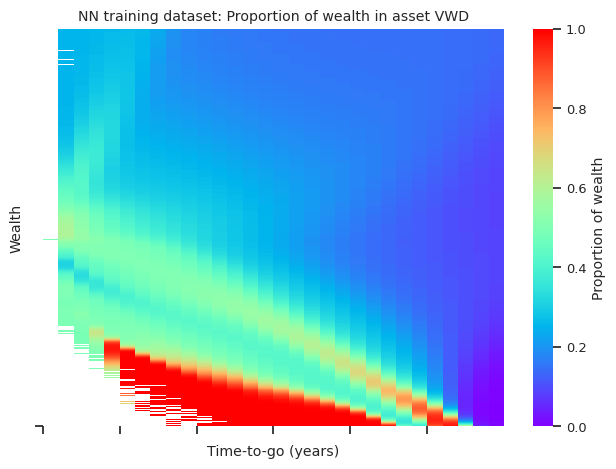 NN training dataset: Proportion of wealth in asset VWD
Wealth
Time-to-go (years)
1.0
0.8
0.6
0.4
0.2
0.0
Proportion of wealth